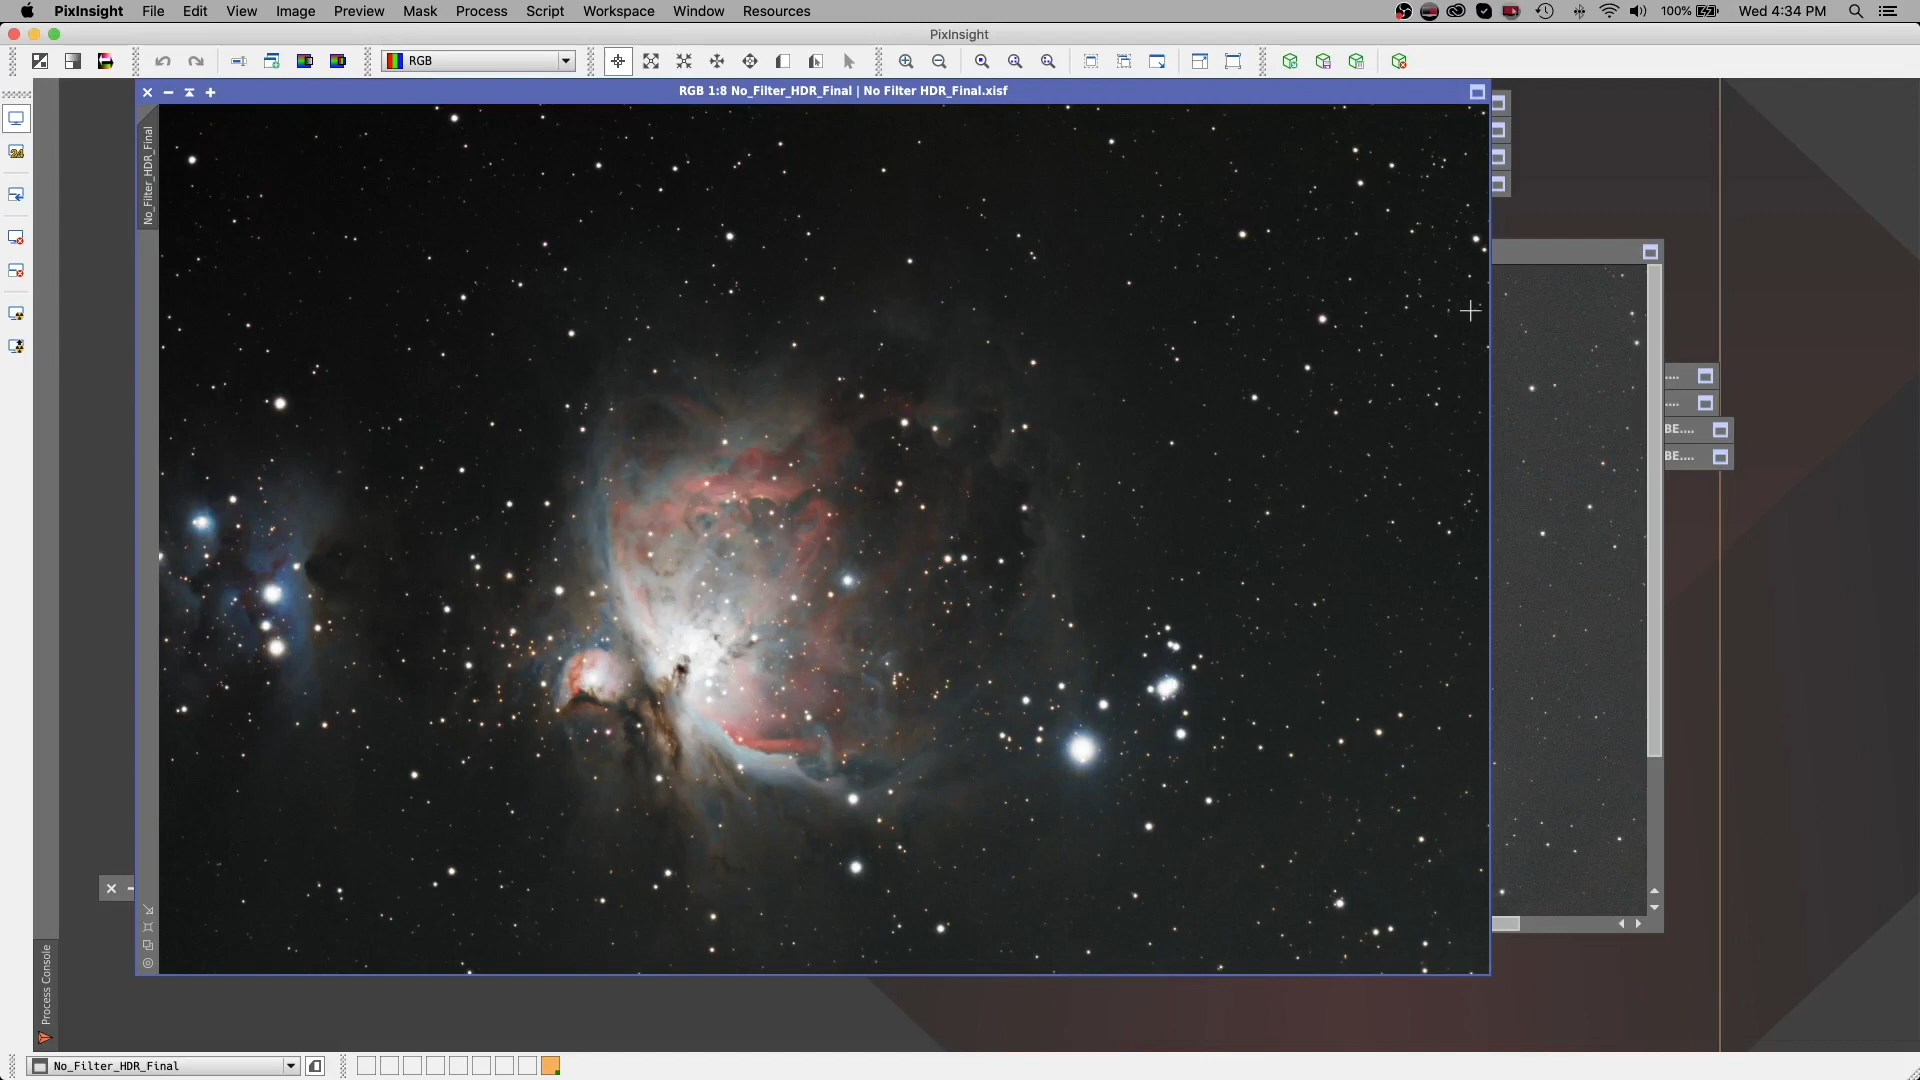 PixInsight File Edit View Image Preview Mask Process Script Workspace Window Resources 100% Wed 4:34 PM
PixInsight
RGB
RGB 1:8 No_Filter_HDR_Final | No Filter HDR_Final.xisf
No_Filter_HDR_Final
24
....
....
BE....
BE....
Process Console
No_Filter_HDR_Final